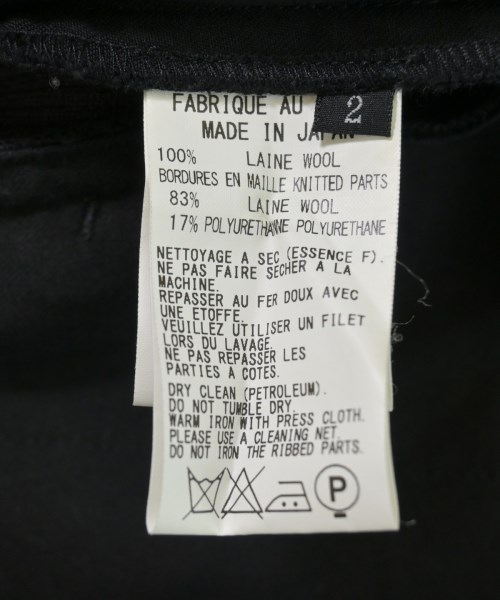 FABRIQUE AU
2
MADE IN JAPAN
100% LAINE WOOL
BORDURES EN MAILLE KNITTED PARTS
83% LAINE WOOL
17% POLYURETHANNE POLYURETHANE
NETTOYAGE A SEC (ESSENCE F).
NE PAS FAIRE SECHER A LA
MACHINE.
REPASSER AU FER DOUX AVEC
UNE ETOFFE.
VEUILLEZ UTILISER UN FILET
LORS DU LAVAGE.
NE PAS REPASSER LES
PARTIES A COTES.
DRY CLEAN (PETROLEUM).
DO NOT TUMBLE DRY.
WARM IRON WITH PRESS CLOTH.
PLEASE USE A CLEANING NET.
DO NOT IRON THE RIBBED PARTS.
P